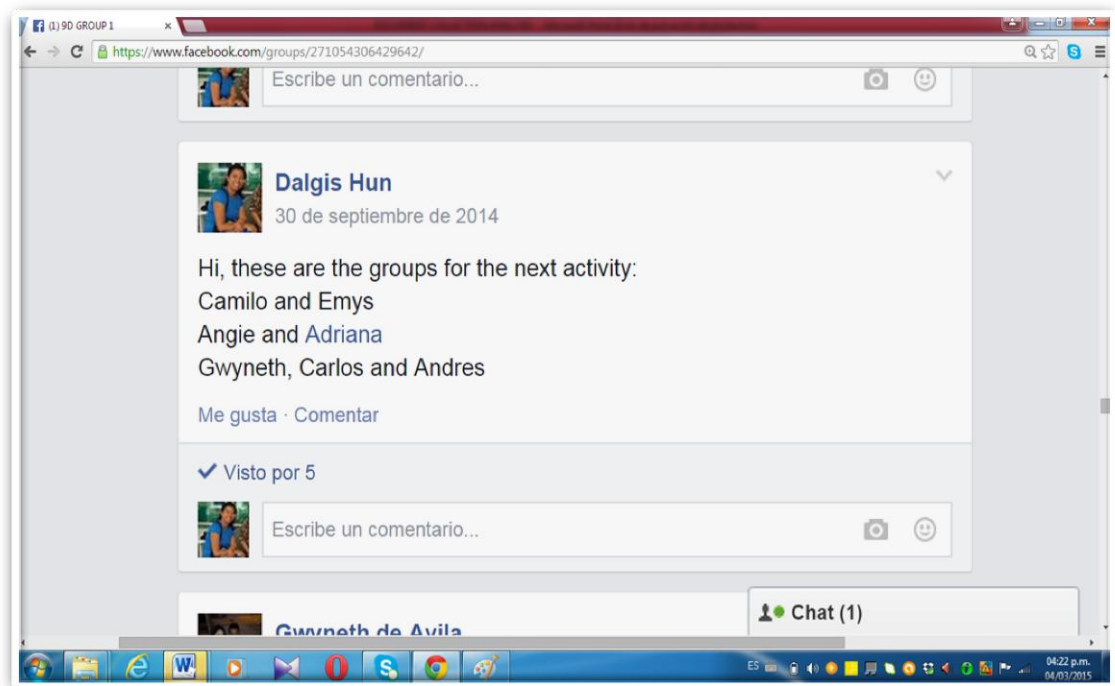 (1) 9D GROUP 1
https://www.facebook.com/groups/271054306429642/
Escribe un comentario...
Dalgis Hun
30 de septiembre de 2014
Hi, these are the groups for the next activity:
Camilo and Emys
Angie and Adriana
Gwyneth, Carlos and Andres
Me gusta · Comentar
Visto por 5
Escribe un comentario...
Gwyneth de Avila
Chat (1)
ES
04:22 p.m.
04/03/2015